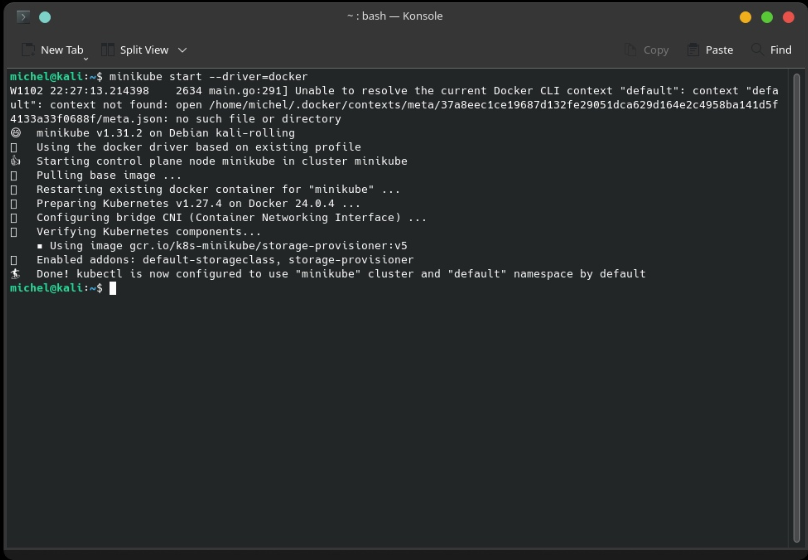 ~ : bash — Konsole
New Tab
Split View
Copy
Paste
Find
michel@kali:~$ minikube start --driver=docker
W1102 22:27:13.214398    2634 main.go:291] Unable to resolve the current Docker CLI context "default": context "defa
ult": context not found: open /home/michel/.docker/contexts/meta/37a8eec1ce19687d132fe29051dca629d164e2c4958ba141d5f
4133a33f0688f/meta.json: no such file or directory
😄   minikube v1.31.2 on Debian kali-rolling
Using the docker driver based on existing profile
👍   Starting control plane node minikube in cluster minikube
Pulling base image ...
Restarting existing docker container for "minikube" ...
Preparing Kubernetes v1.27.4 on Docker 24.0.4 ...
Configuring bridge CNI (Container Networking Interface) ...
Verifying Kubernetes components...
▪ Using image gcr.io/k8s-minikube/storage-provisioner:v5
Enabled addons: default-storageclass, storage-provisioner
🏄   Done! kubectl is now configured to use "minikube" cluster and "default" namespace by default
michel@kali:~$